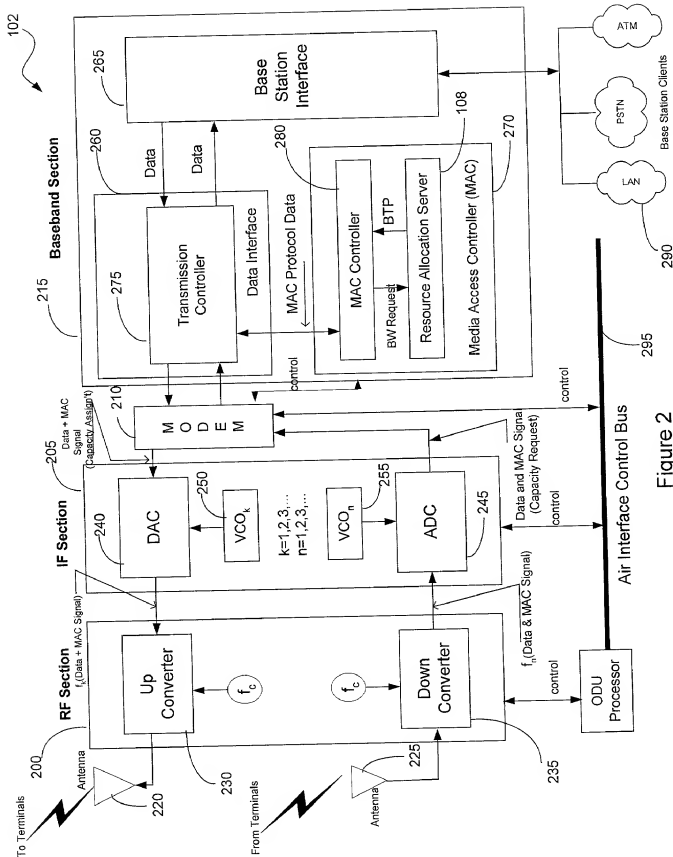 102
Baseband Section
215
265
Base
Station Interface
260
Data
Data
275
Transmission
Controller
Data Interface
MAC Protocol Data
280
MAC Controller
BW Request
BTP
108
Resource Allocation Server
270
Media Access Controller (MAC)
ATM
PSTN
LAN
Base Station Clients
290
210
M O D E M
Data + MAC
Signal
(Capacity Assign't)
control
control
205
IF Section
240
DAC
250
VCOk
k=1,2,3,...
n=1,2,3,...
255
VCOn
ADC
245
Data and MAC Signal
(Capacity Request)
control
295
Air Interface Control Bus
200
RF Section
fk(Data + MAC Signal)
Up
Converter
230
fc
fc
Down
Converter
235
fn(Data & MAC Signal)
control
ODU
Processor
To Terminals
Antenna
220
From Terminals
225
Antenna
Figure 2